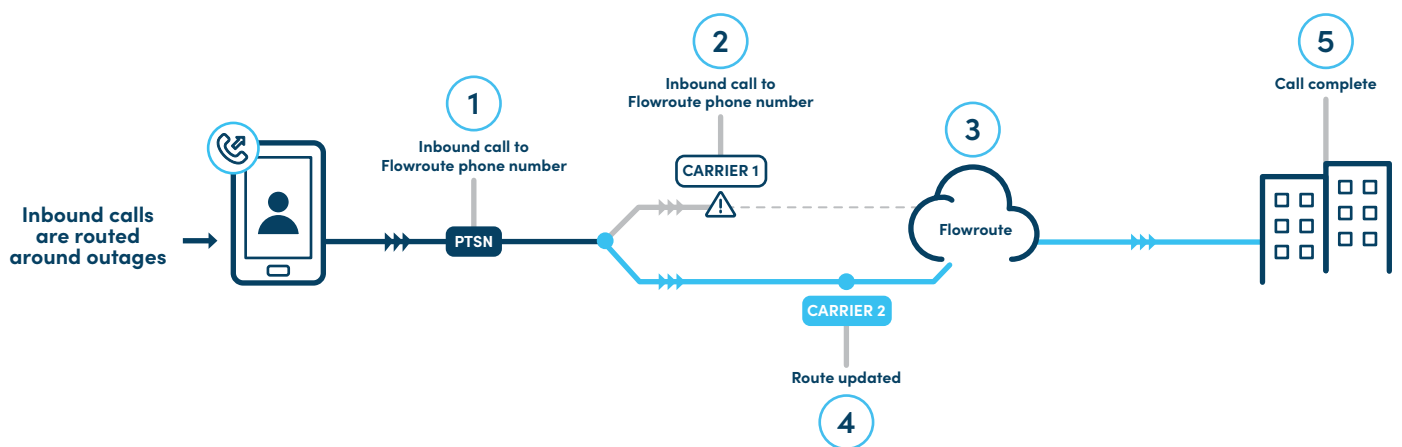 Inbound calls
are routed
around outages
1
Inbound call to
Flowroute phone number
PTSN
2
Inbound call to
Flowroute phone number
CARRIER 1
3
Flowroute
CARRIER 2
Route updated
4
5
Call complete